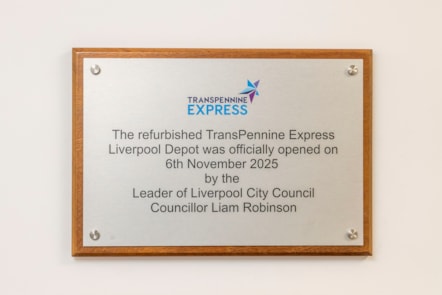 TRANSPENNINE
EXPRESS
The refurbished TransPennine Express
Liverpool Depot was officially opened on
6th November 2025
by the
Leader of Liverpool City Council
Councillor Liam Robinson